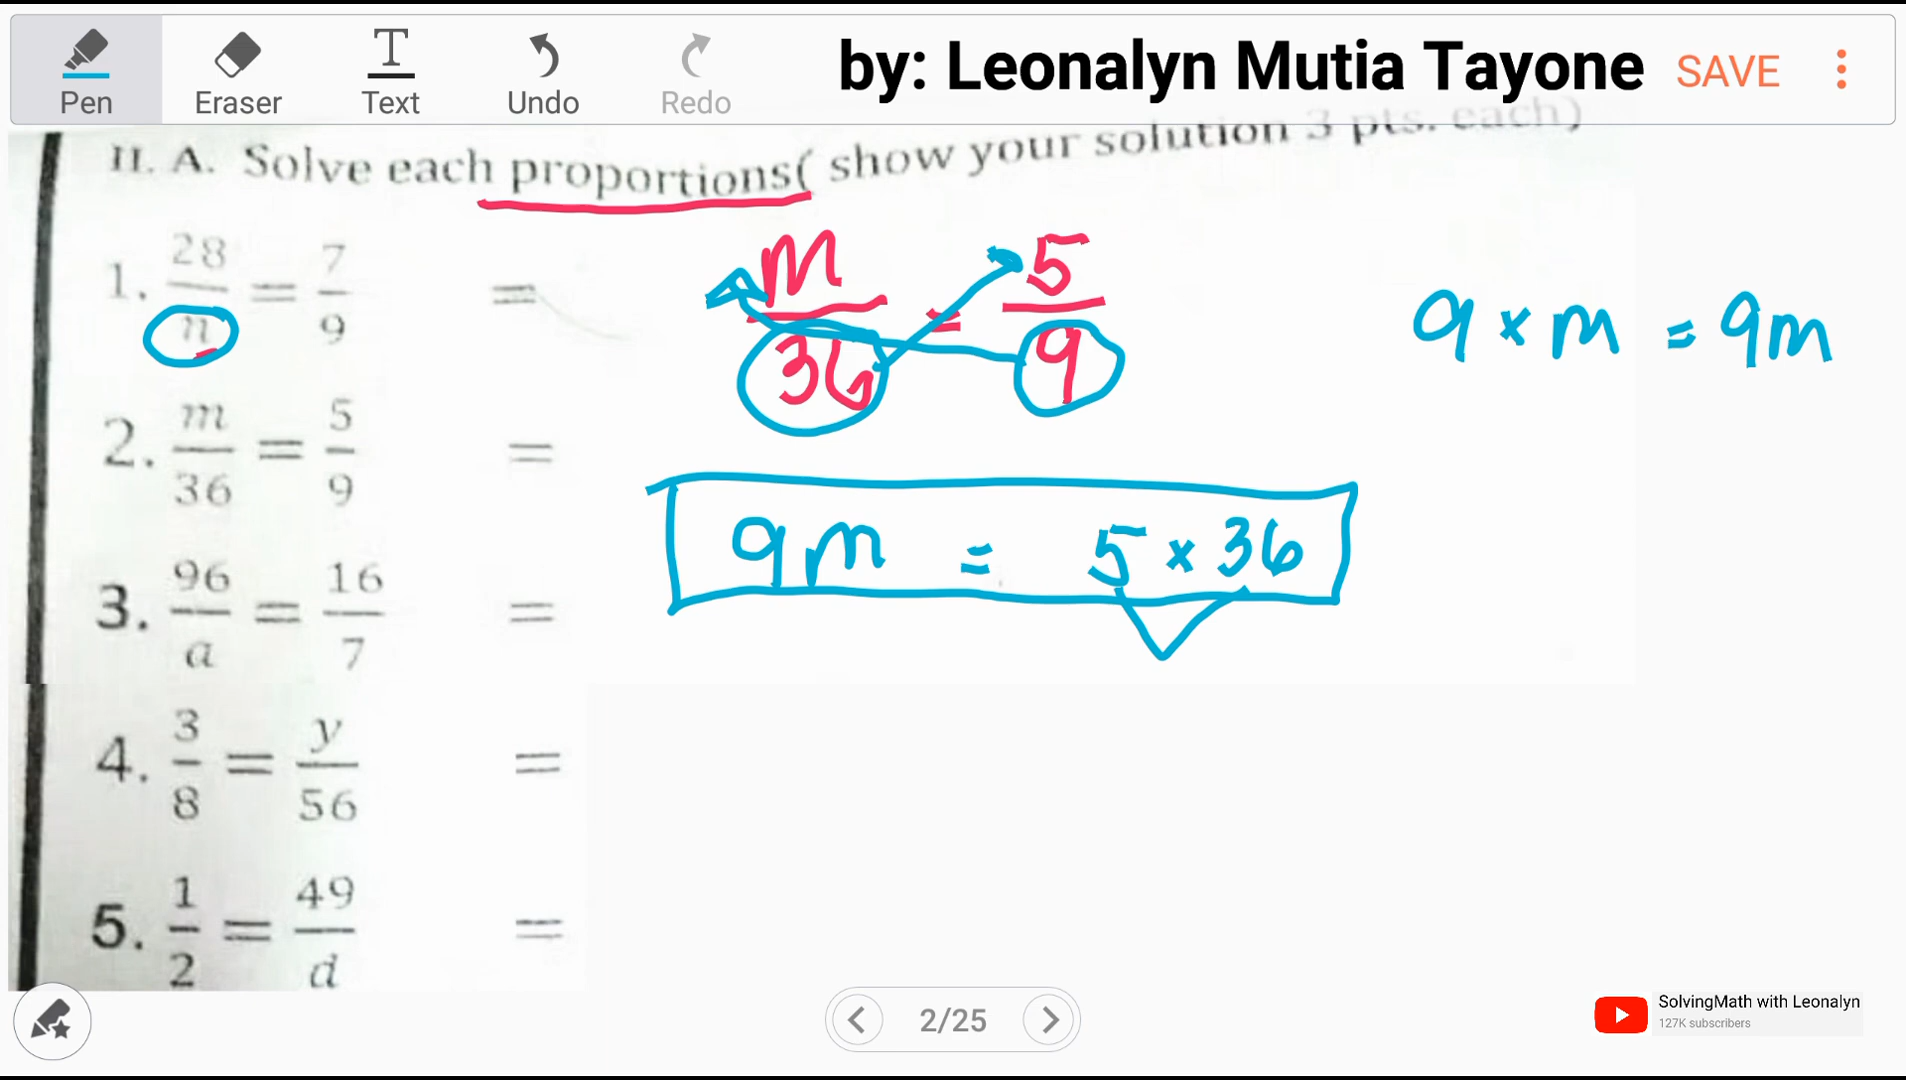 Pen Eraser Text Undo Redo by: Leonalyn Mutia Tayone SAVE
II. A. Solve each proportions( show your solution 3 pts. each)
1. 28/n = 7/9 =
2. m/36 = 5/9 =
3. 96/a = 16/7 =
4. 3/8 = y/56 =
5. 1/2 = 49/d =
m/36 = 5/9
9 × m = 9m
9m = 5 × 36
2/25
SolvingMath with Leonalyn
127K subscribers